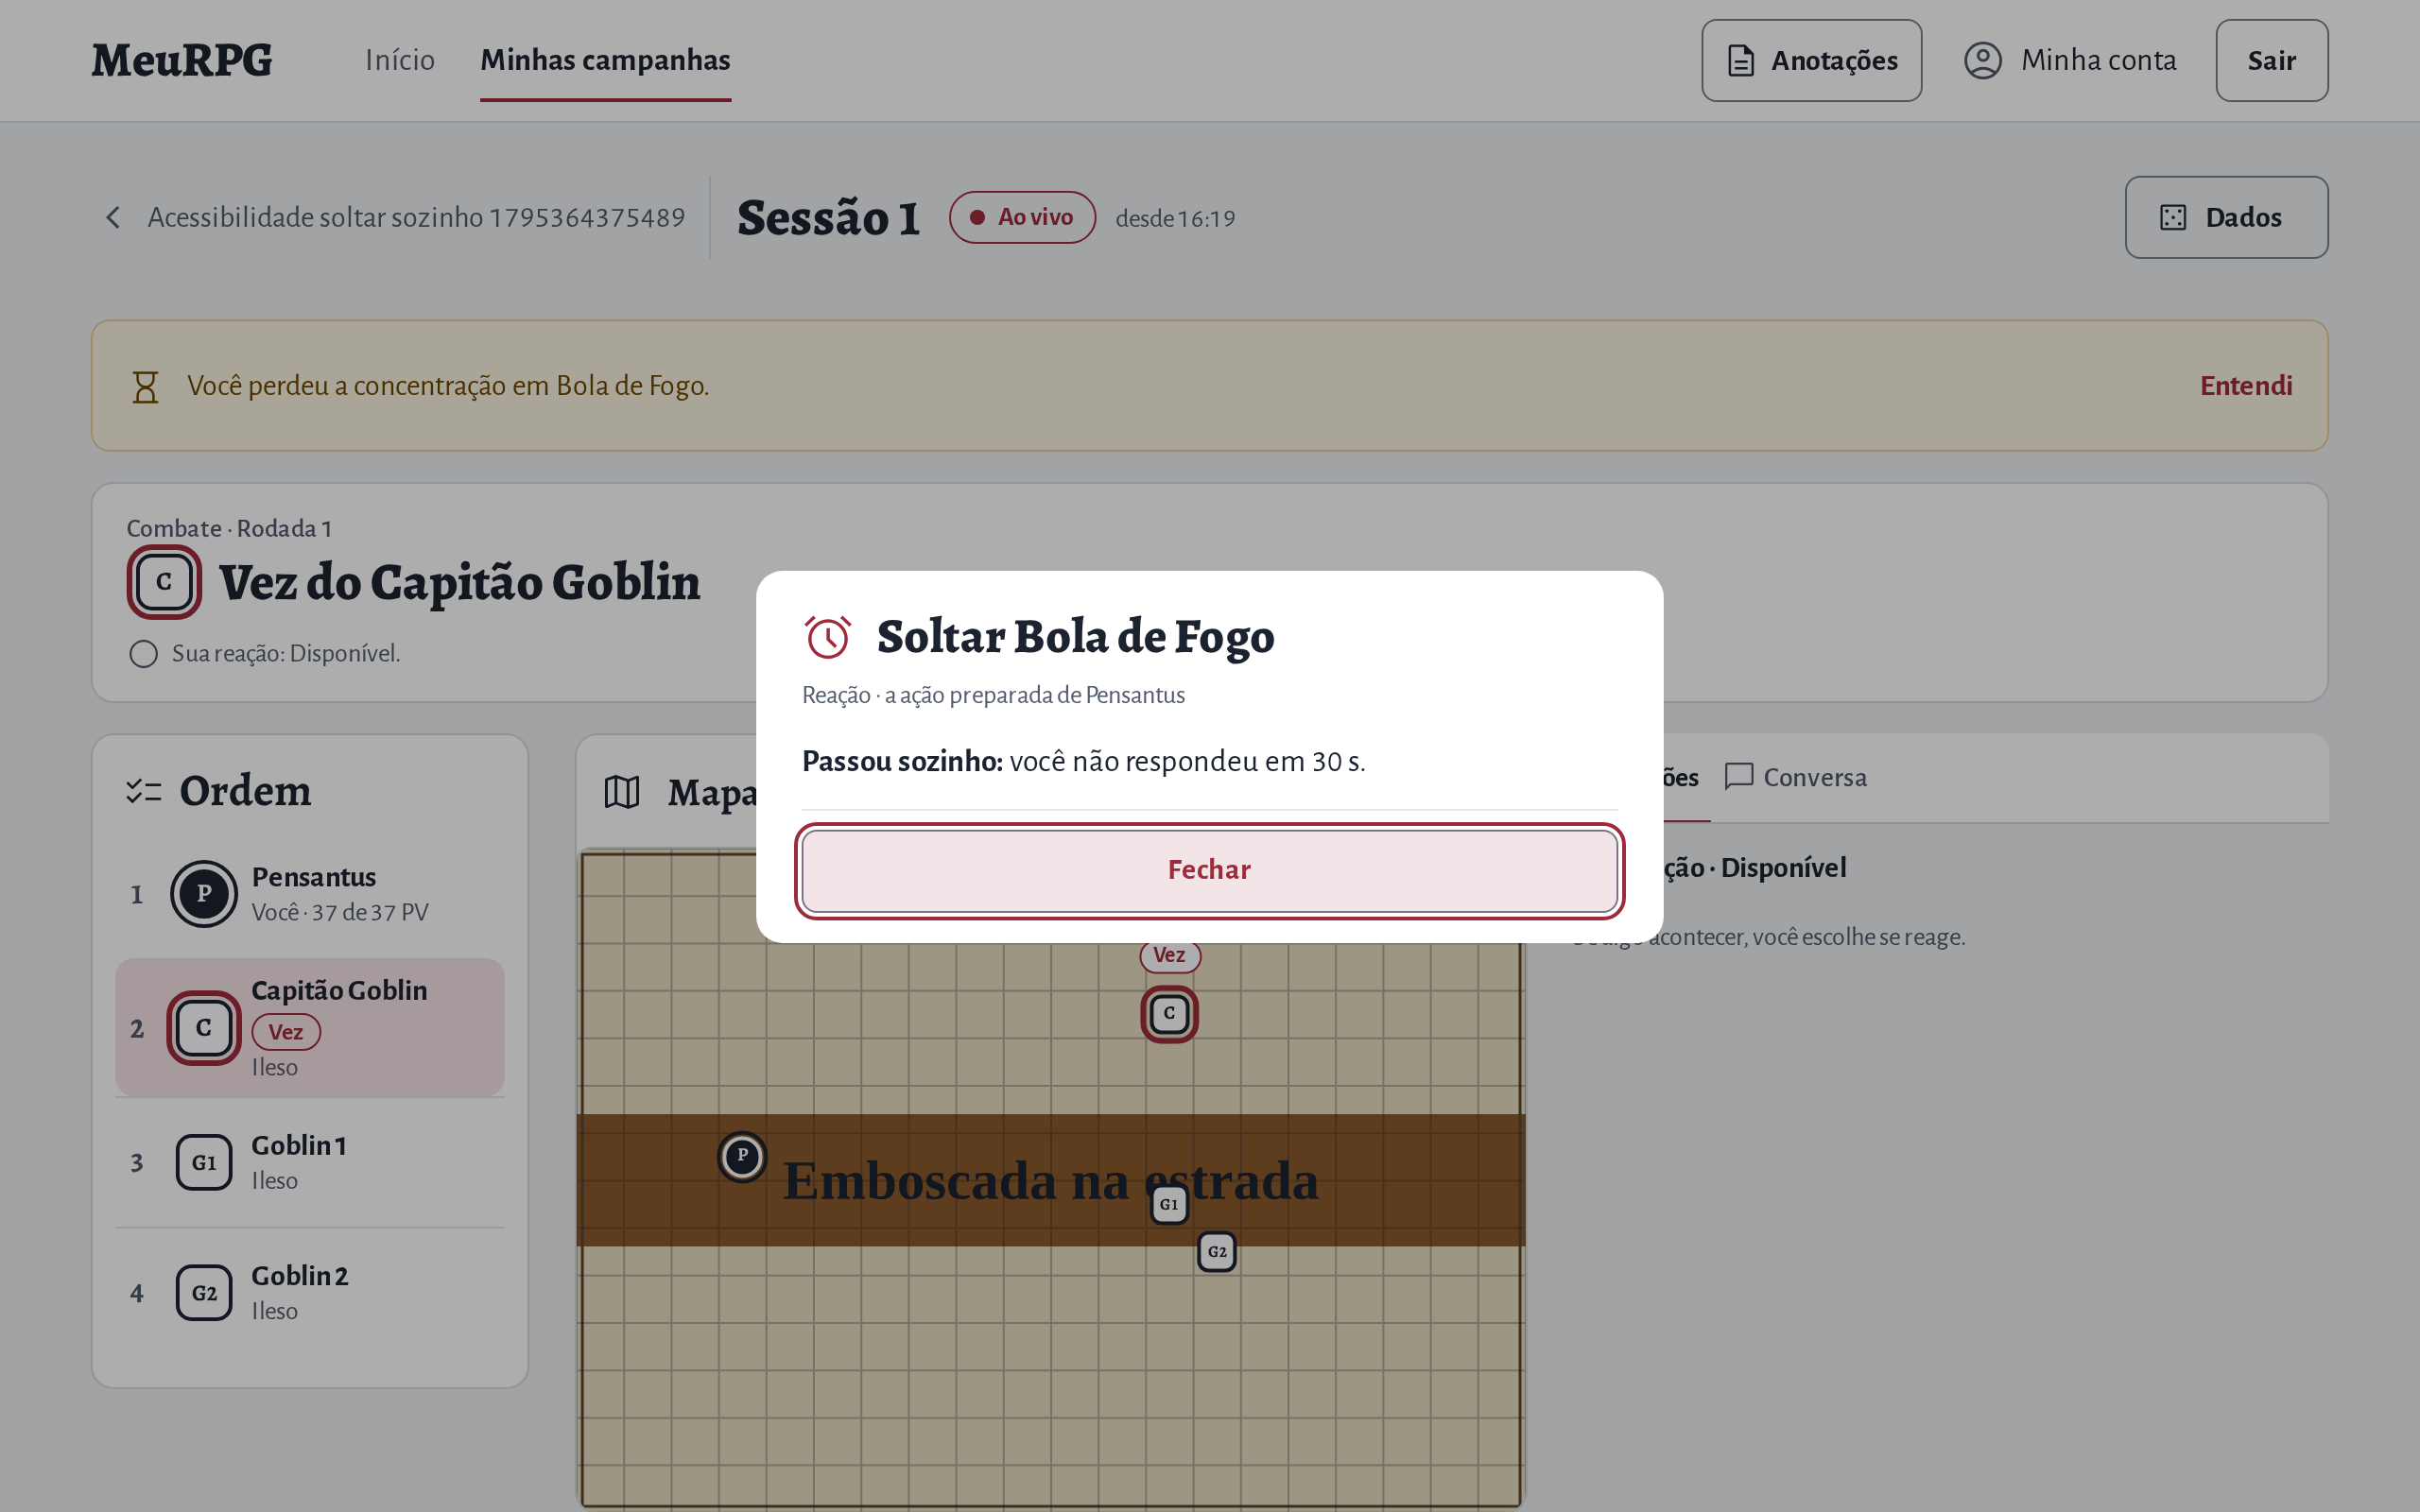 MeuRPG
Início
Minhas campanhas
Anotações
Minha conta
Sair
Acessibilidade soltar sozinho 1795364375489
Sessão 1
Ao vivo
desde 16:19
Dados
Você perdeu a concentração em Bola de Fogo.
Entendi
Combate · Rodada 1
C
Vez do Capitão Goblin
Sua reação: Disponível.
Soltar Bola de Fogo
Reação · a ação preparada de Pensantus
Passou sozinho: você não respondeu em 30 s.
Fechar
Ordem
1
P
Pensantus
Você · 37 de 37 PV
2
C
Capitão Goblin
Vez
Ileso
3
G1
Goblin 1
Ileso
4
G2
Goblin 2
Ileso
Mapa
Vez
C
P
Emboscada na estrada
G1
G2
ões
Conversa
ção · Disponível
acontecer, você escolhe se reage.